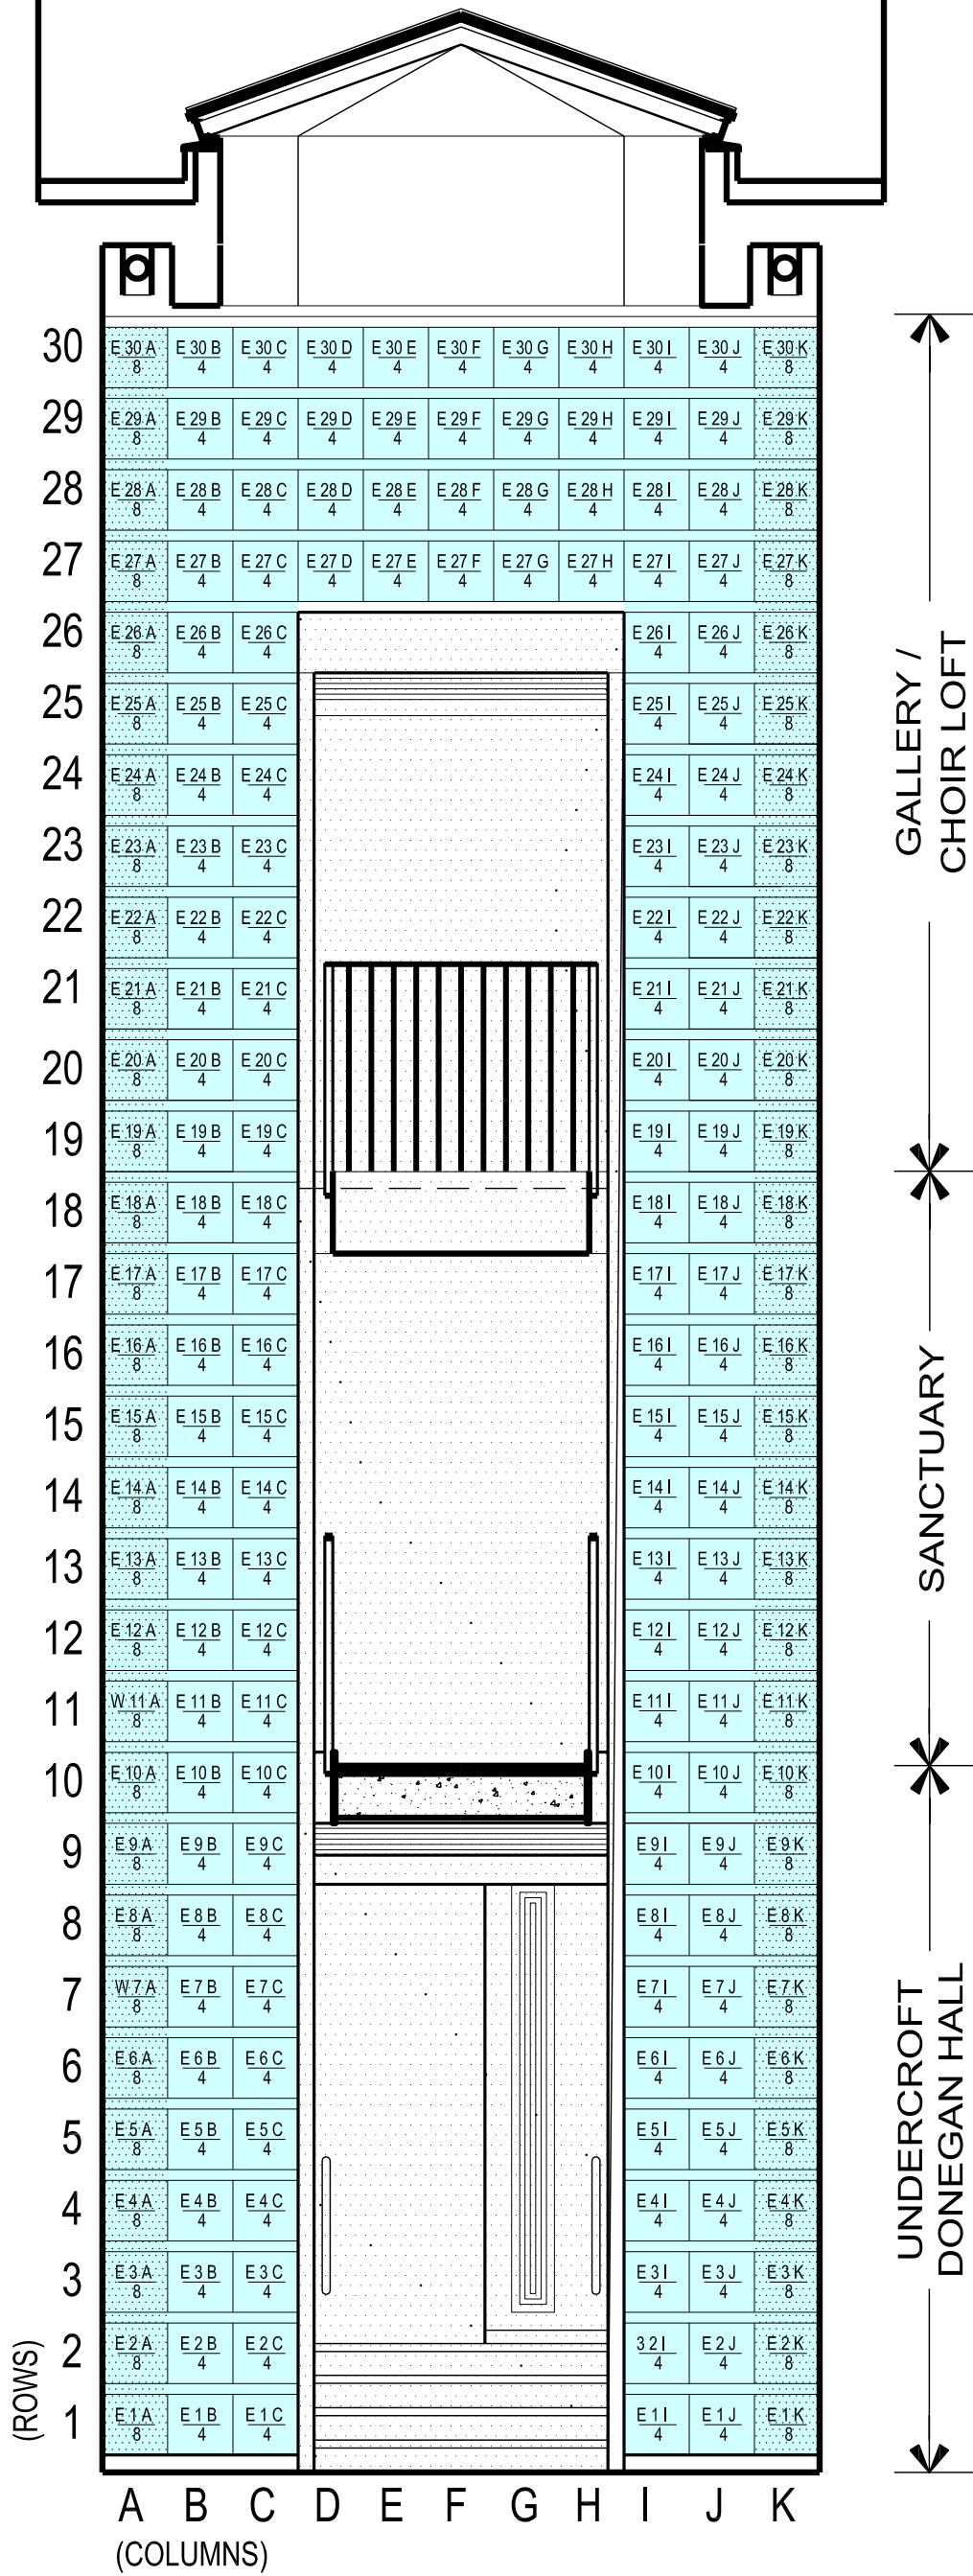 30 E 30 A E 30 B E 30 C E 30 D E 30 E E 30 F E 30 G E 30 H E 30 I E 30 J E 30 K
8 4 4 4 4 4 4 4 4 4 8
29 E 29 A E 29 B E 29 C E 29 D E 29 E E 29 F E 29 G E 29 H E 29 I E 29 J E 29 K
8 4 4 4 4 4 4 4 4 4 8
28 E 28 A E 28 B E 28 C E 28 D E 28 E E 28 F E 28 G E 28 H E 28 I E 28 J E 28 K
8 4 4 4 4 4 4 4 4 4 8
27 E 27 A E 27 B E 27 C E 27 D E 27 E E 27 F E 27 G E 27 H E 27 I E 27 J E 27 K
8 4 4 4 4 4 4 4 4 4 8
26 E 26 A E 26 B E 26 C E 26 I E 26 J E 26 K
8 4 4 4 4 8
25 E 25 A E 25 B E 25 C E 25 I E 25 J E 25 K
8 4 4 4 4 8
24 E 24 A E 24 B E 24 C E 24 I E 24 J E 24 K
8 4 4 4 4 8
23 E 23 A E 23 B E 23 C E 23 I E 23 J E 23 K
8 4 4 4 4 8
22 E 22 A E 22 B E 22 C E 22 I E 22 J E 22 K
8 4 4 4 4 8
21 E 21 A E 21 B E 21 C E 21 I E 21 J E 21 K
8 4 4 4 4 8
20 E 20 A E 20 B E 20 C E 20 I E 20 J E 20 K
8 4 4 4 4 8
19 E 19 A E 19 B E 19 C E 19 I E 19 J E 19 K
8 4 4 4 4 8
18 E 18 A E 18 B E 18 C E 18 I E 18 J E 18 K
8 4 4 4 4 8
17 E 17 A E 17 B E 17 C E 17 I E 17 J E 17 K
8 4 4 4 4 8
16 E 16 A E 16 B E 16 C E 16 I E 16 J E 16 K
8 4 4 4 4 8
15 E 15 A E 15 B E 15 C E 15 I E 15 J E 15 K
8 4 4 4 4 8
14 E 14 A E 14 B E 14 C E 14 I E 14 J E 14 K
8 4 4 4 4 8
13 E 13 A E 13 B E 13 C E 13 I E 13 J E 13 K
8 4 4 4 4 8
12 E 12 A E 12 B E 12 C E 12 I E 12 J E 12 K
8 4 4 4 4 8
11 W 11 A E 11 B E 11 C E 11 I E 11 J E 11 K
8 4 4 4 4 8
10 E 10 A E 10 B E 10 C E 10 I E 10 J E 10 K
8 4 4 4 4 8
9 E 9 A E 9 B E 9 C E 9 I E 9 J E 9 K
8 4 4 4 4 8
8 E 8 A E 8 B E 8 C E 8 I E 8 J E 8 K
8 4 4 4 4 8
7 W 7 A E 7 B E 7 C E 7 I E 7 J E 7 K
8 4 4 4 4 8
6 E 6 A E 6 B E 6 C E 6 I E 6 J E 6 K
8 4 4 4 4 8
5 E 5 A E 5 B E 5 C E 5 I E 5 J E 5 K
8 4 4 4 4 8
4 E 4 A E 4 B E 4 C E 4 I E 4 J E 4 K
8 4 4 4 4 8
3 E 3 A E 3 B E 3 C E 3 I E 3 J E 3 K
8 4 4 4 4 8
2 E 2 A E 2 B E 2 C 3 2 I E 2 J E 2 K
8 4 4 4 4 8
1 E 1 A E 1 B E 1 C E 1 I E 1 J E 1 K
8 4 4 4 4 8
(ROWS)
A B C D E F G H I J K
(COLUMNS)
GALLERY /
CHOIR LOFT
SANCTUARY
UNDERCROFT
DONEGAN HALL